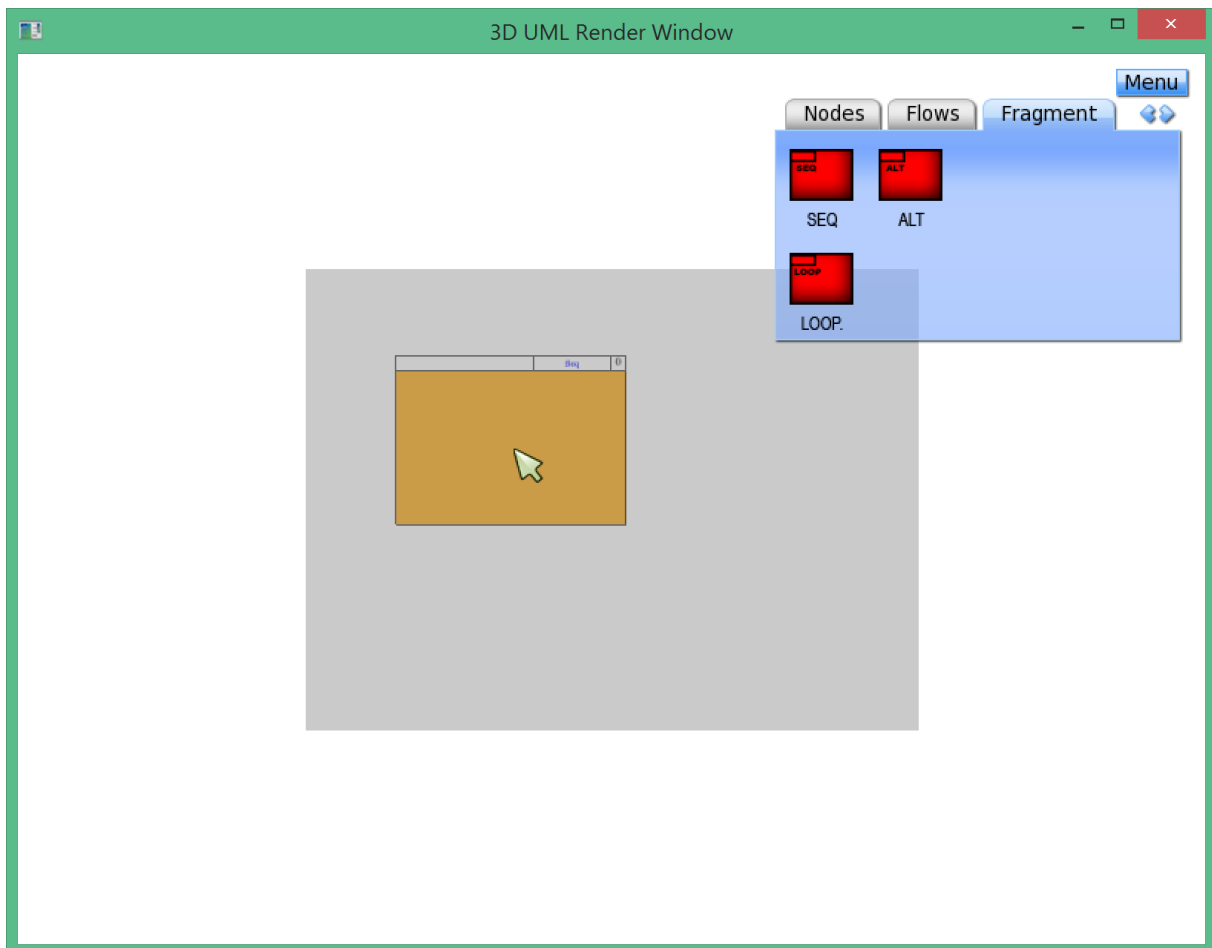 3D UML Render Window
Menu
Nodes Flows Fragment
SEQ ALT
SEQ ALT
LOOP
LOOP.
Seq 0